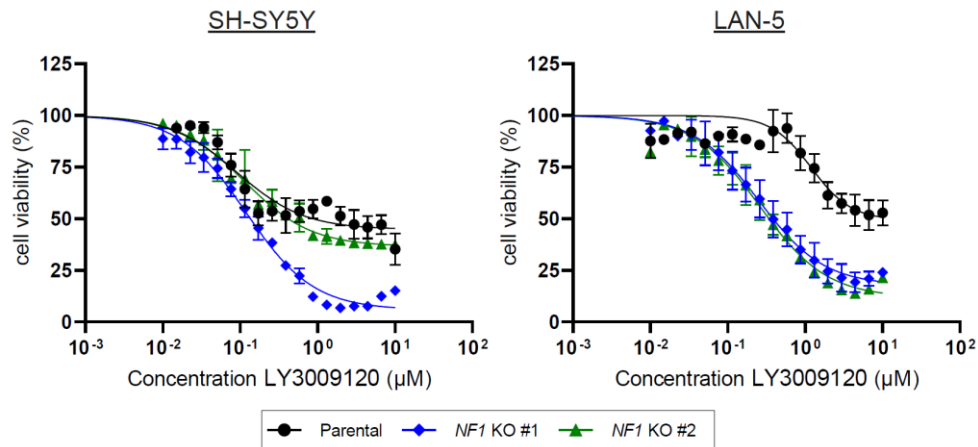 SH-SY5Y
LAN-5
cell viability (%)
125
100
75
50
25
0
10⁻³ 10⁻² 10⁻¹ 10⁰ 10¹ 10²
Concentration LY3009120 (µM)
cell viability (%)
125
100
75
50
25
0
10⁻³ 10⁻² 10⁻¹ 10⁰ 10¹ 10²
Concentration LY3009120 (µM)
Parental NF1 KO #1 NF1 KO #2